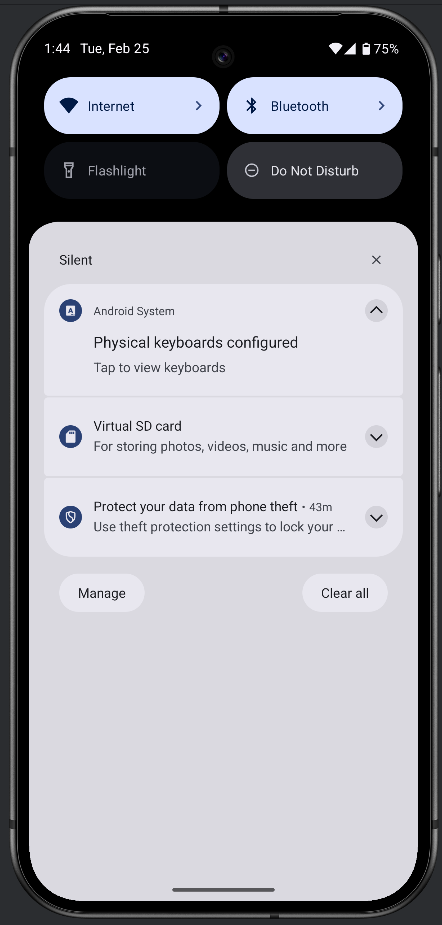 1:44 Tue, Feb 25 75%
Internet
Bluetooth
Flashlight
Do Not Disturb
Silent
Android System
Physical keyboards configured
Tap to view keyboards
Virtual SD card
For storing photos, videos, music and more
Protect your data from phone theft • 43m
Use theft protection settings to lock your …
Manage
Clear all